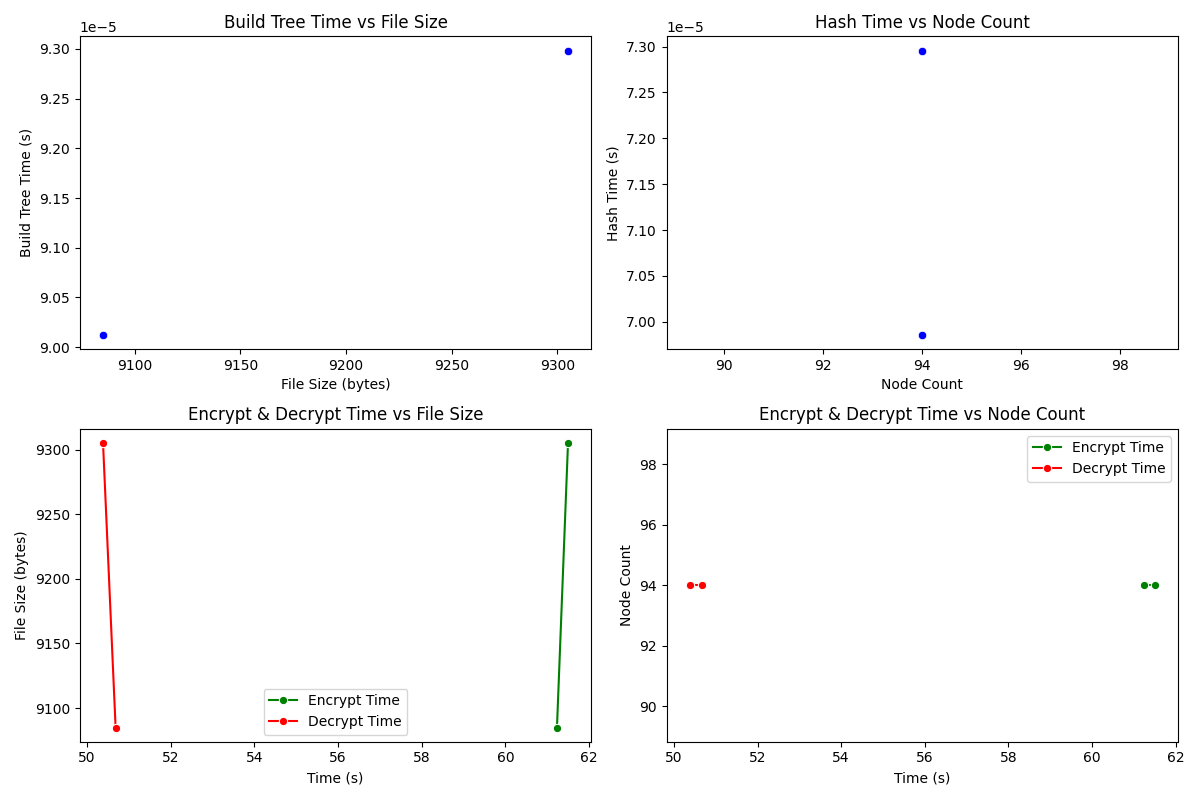 Build Tree Time vs File Size
1e−5
9.30
9.25
9.20
9.15
9.10
9.05
9.00
Build Tree Time (s)
9100 9150 9200 9250 9300
File Size (bytes)
Hash Time vs Node Count
1e−5
7.30
7.25
7.20
7.15
7.10
7.05
7.00
Hash Time (s)
90 92 94 96 98
Node Count
Encrypt & Decrypt Time vs File Size
9300
9250
9200
9150
9100
File Size (bytes)
Encrypt Time
Decrypt Time
50 52 54 56 58 60 62
Time (s)
Encrypt & Decrypt Time vs Node Count
Encrypt Time
Decrypt Time
98
96
94
92
90
Node Count
50 52 54 56 58 60 62
Time (s)